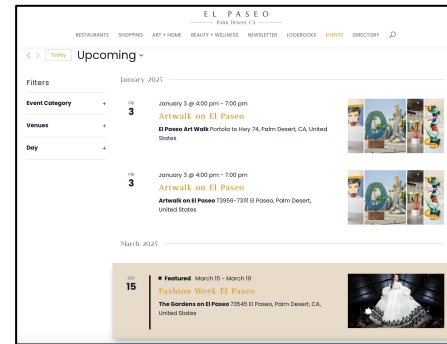 EL PASEO
Palm Desert, CA
RESTAURANTS SHOPPING ART + HOME BEAUTY + WELLNESS NEWSLETTER LOOKBOOKS EVENTS DIRECTORY
Today Upcoming
Filters
Event Category +
Venues +
Day +
January 2025
FRI
3
January 3 @ 4:00 pm - 7:00 pm
Artwalk on El Paseo
El Paseo Art Walk Portola to Hwy 74, Palm Desert, CA, United
States
FRI
3
January 3 @ 4:00 pm - 7:00 pm
Artwalk on El Paseo
Artwalk on El Paseo 73956-73111 El Paseo, Palm Desert,
United States
March 2025
SAT
15
Featured March 15 - March 19
Fashion Week El Paseo
The Gardens on El Paseo 73545 El Paseo, Palm Desert, CA,
United States